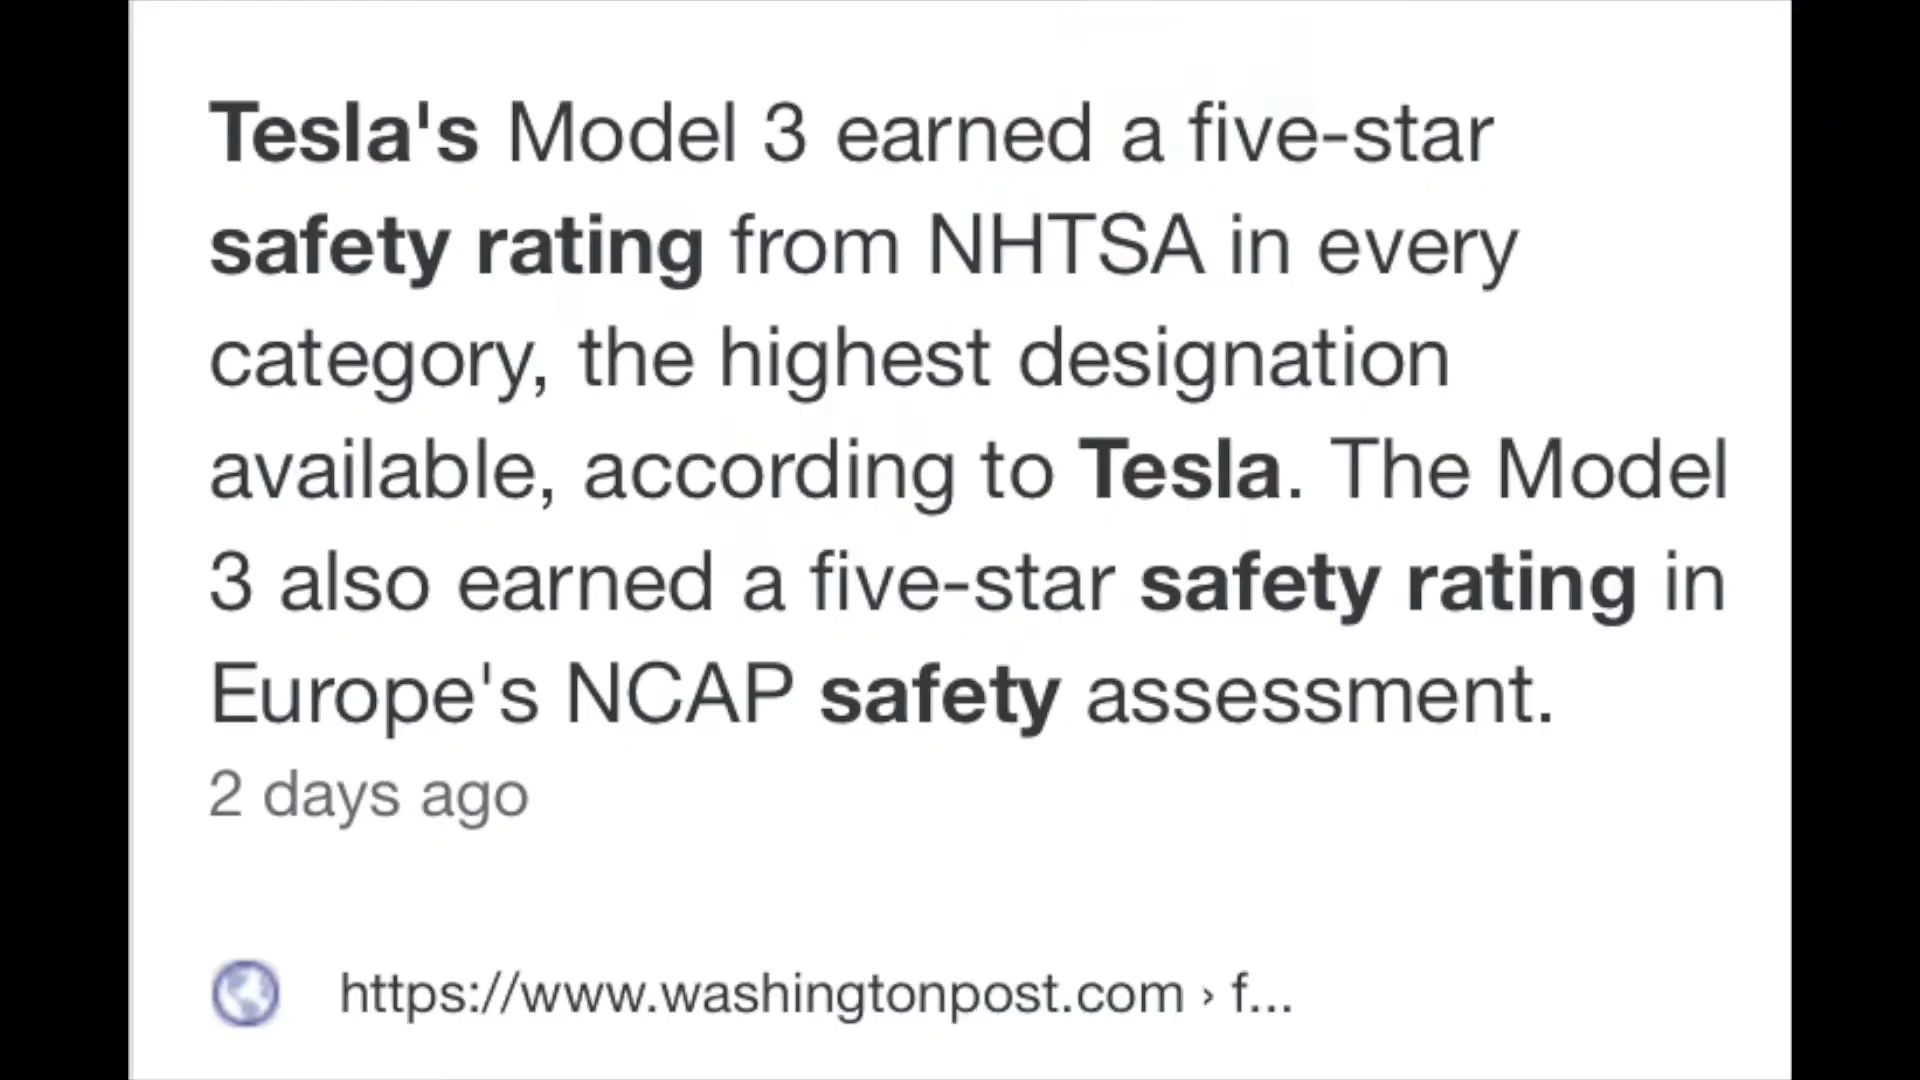 Tesla's Model 3 earned a five-star
safety rating from NHTSA in every
category, the highest designation
available, according to Tesla. The Model
3 also earned a five-star safety rating in
Europe's NCAP safety assessment.
2 days ago
https://www.washingtonpost.com › f...